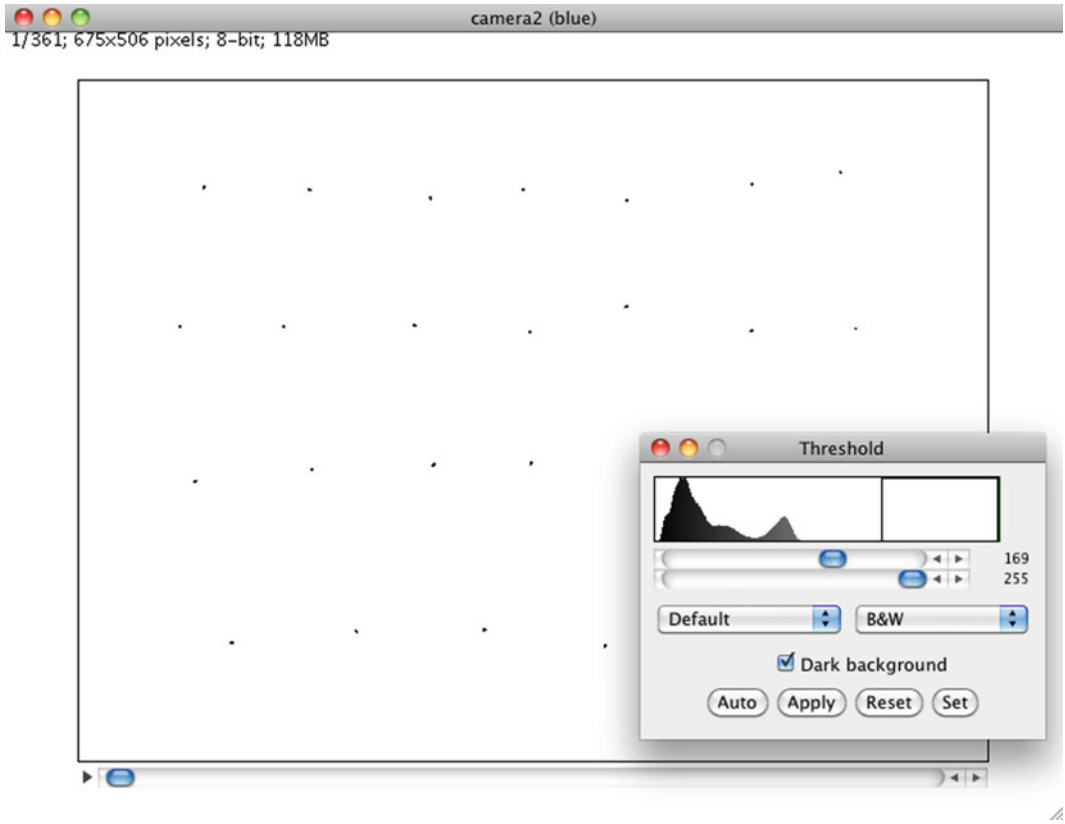 camera2 (blue)
1/361; 675x506 pixels; 8-bit; 118MB
Threshold
169
255
Default B&W
Dark background
Auto Apply Reset Set